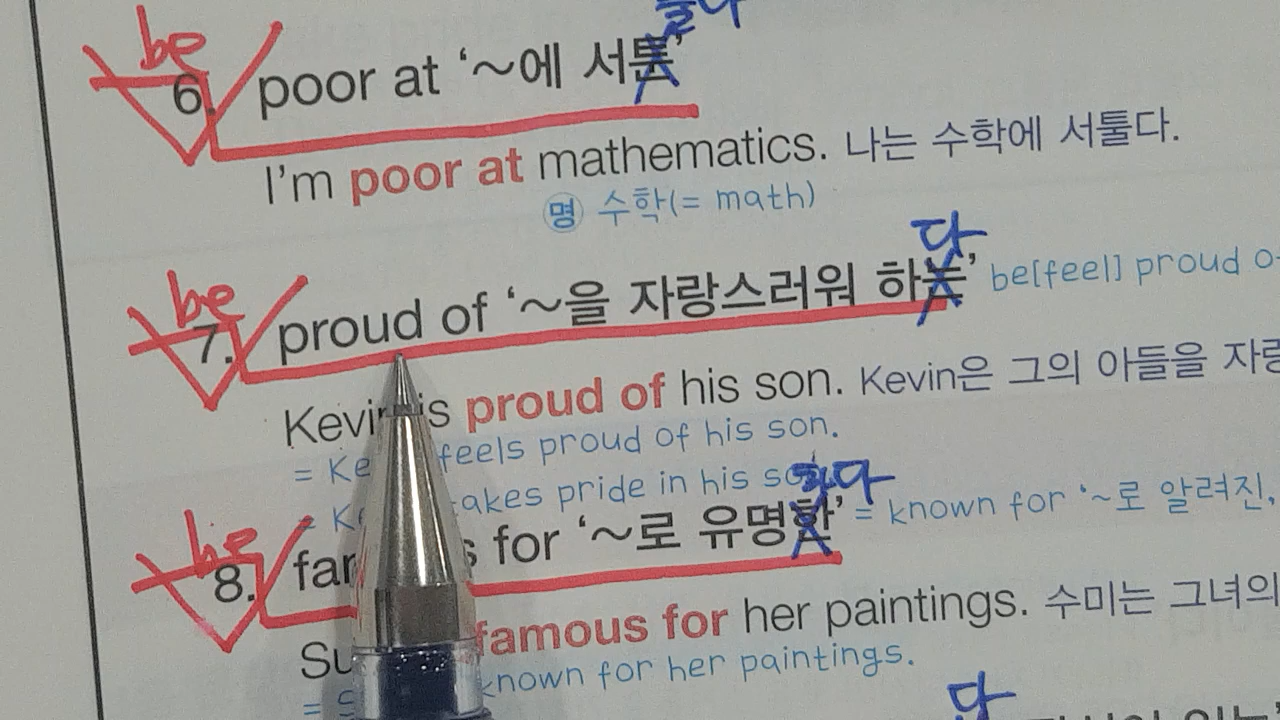 be
6. poor at ‘~에 서툰’ 툴다
I'm poor at mathematics. 나는 수학에 서툴다.
명 수학(= math)
be 다
7. proud of ‘~을 자랑스러워 하는’ be[feel] proud o
Kevin is proud of his son. Kevin은 그의 아들을 자랑
= Ke feels proud of his son.
= Ke takes pride in his son.
be 하다
8. famous for ‘~로 유명한’ = known for ‘~로 알려진,
Su famous for her paintings. 수미는 그녀의
= S known for her paintings.
다